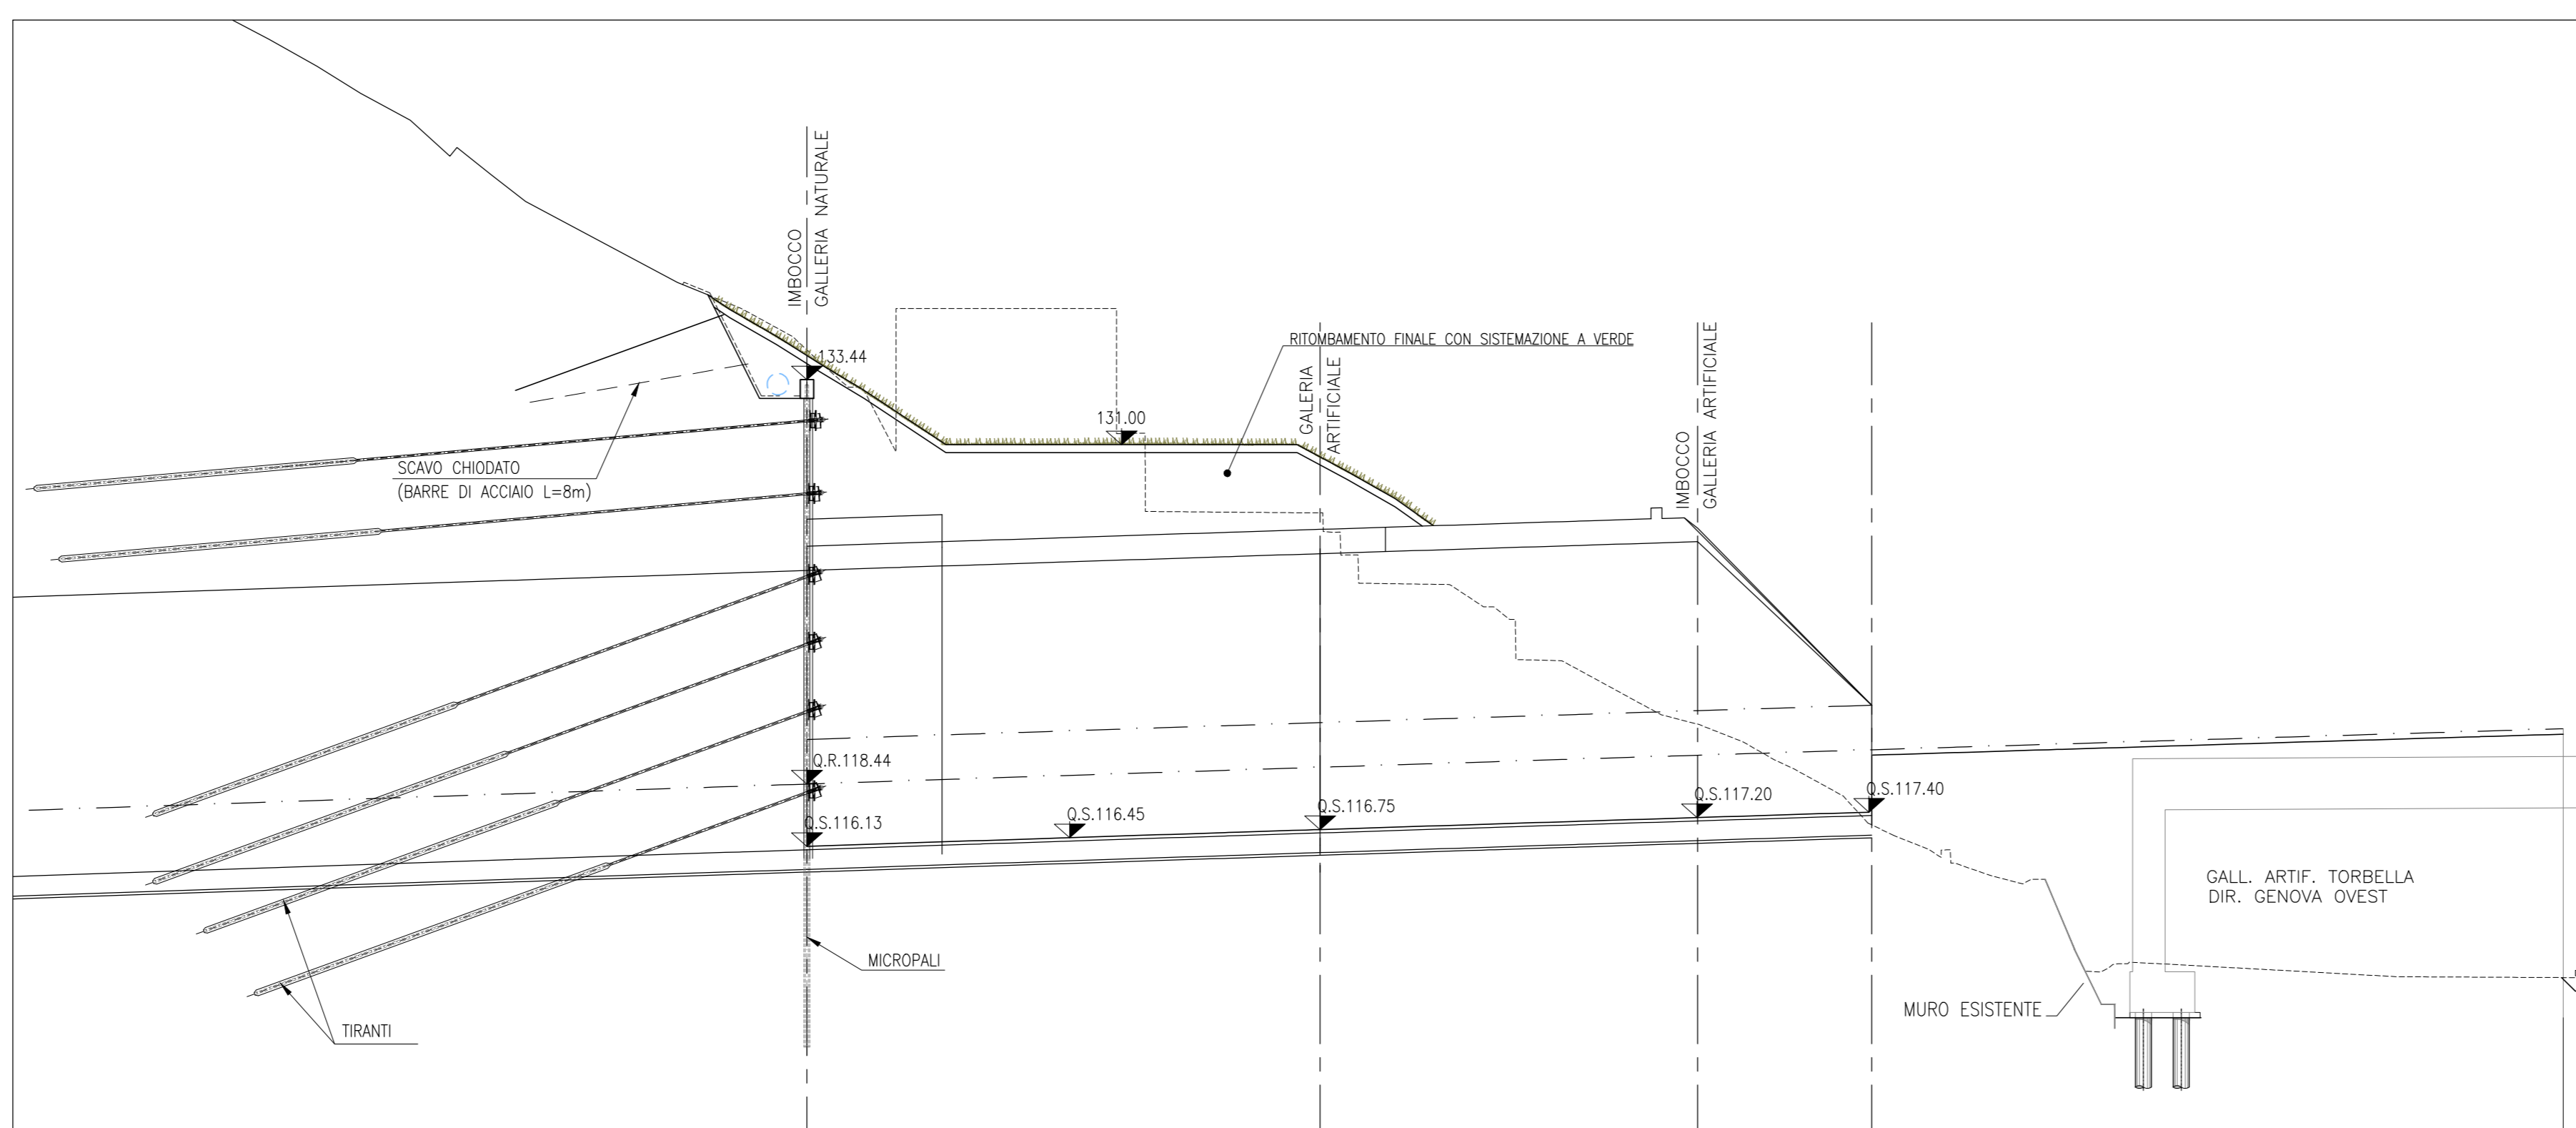 IMBOCCO
GALLERIA NATURALE
133.44
131.00
RITOMBAMENTO FINALE CON SISTEMAZIONE A VERDE
GALERIA
ARTIFICIALE
IMBOCCO
GALLERIA ARTIFICIALE
SCAVO CHIODATO
(BARRE DI ACCIAIO L=8m)
Q.R.118.44
Q.S.116.13
Q.S.116.45
Q.S.116.75
Q.S.117.20
Q.S.117.40
GALL. ARTIF. TORBELLA
DIR. GENOVA OVEST
MICROPALI
MURO ESISTENTE
TIRANTI